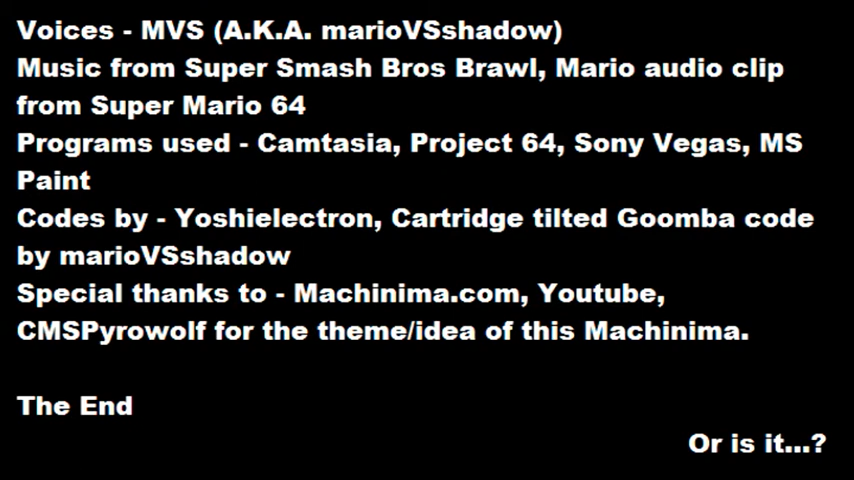 Voices - MVS (A.K.A. marioVSshadow)
Music from Super Smash Bros Brawl, Mario audio clip
from Super Mario 64
Programs used - Camtasia, Project 64, Sony Vegas, MS
Paint
Codes by - Yoshielectron, Cartridge tilted Goomba code
by marioVSshadow
Special thanks to - Machinima.com, Youtube,
CMSPyrowolf for the theme/idea of this Machinima.
The End
Or is it...?